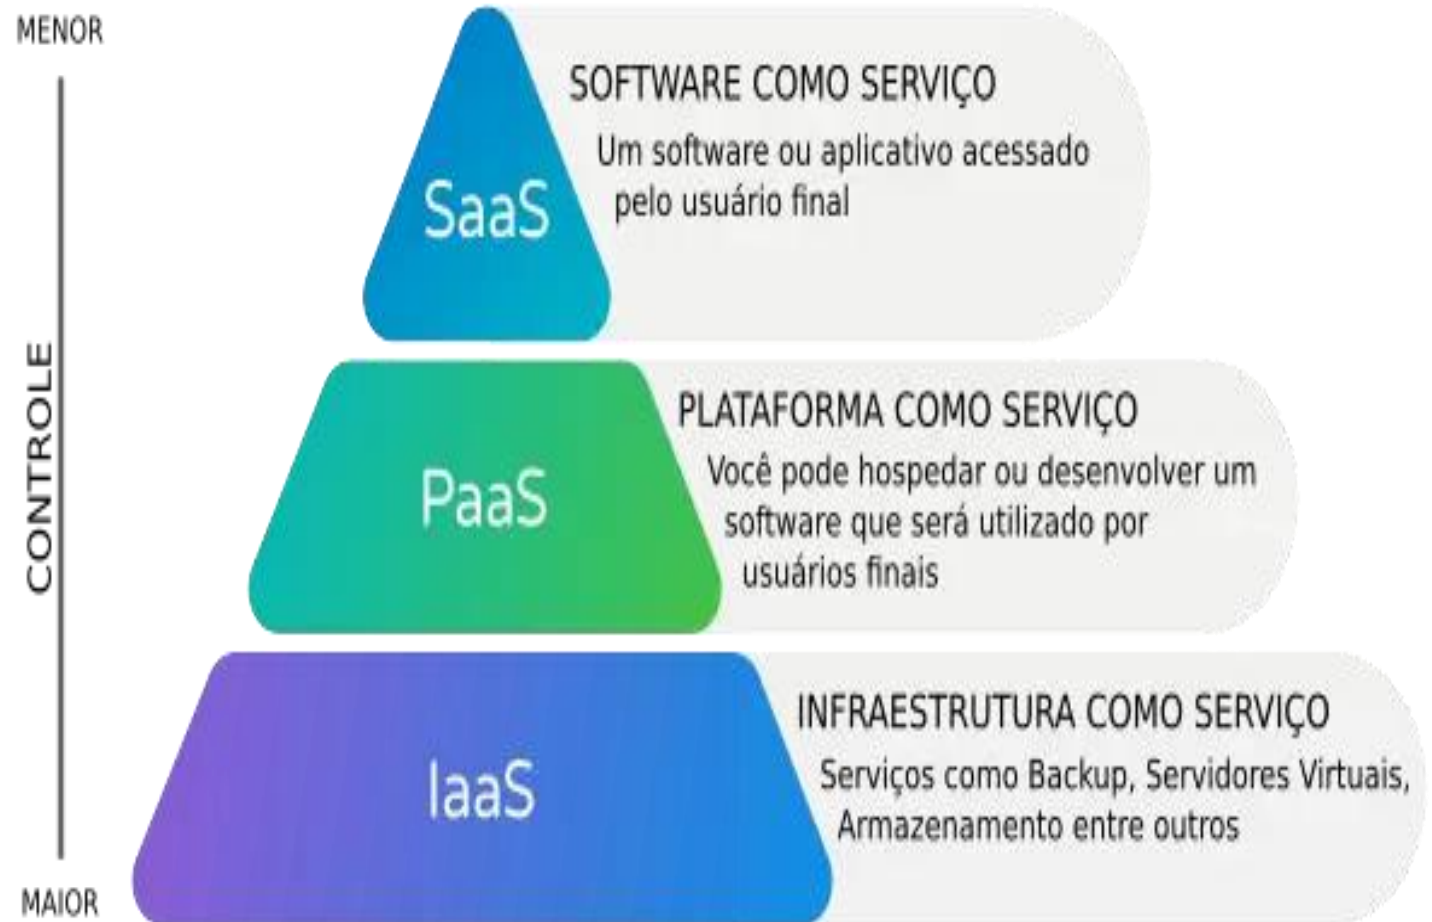 MENOR
SOFTWARE COMO SERVIÇO
Um software ou aplicativo acessado
pelo usuário final
SaaS
CONTROLE
PLATAFORMA COMO SERVIÇO
Você pode hospedar ou desenvolver um
software que será utilizado por
usuários finais
PaaS
INFRAESTRUTURA COMO SERVIÇO
Serviços como Backup, Servidores Virtuais,
Armazenamento entre outros
IaaS
MAIOR